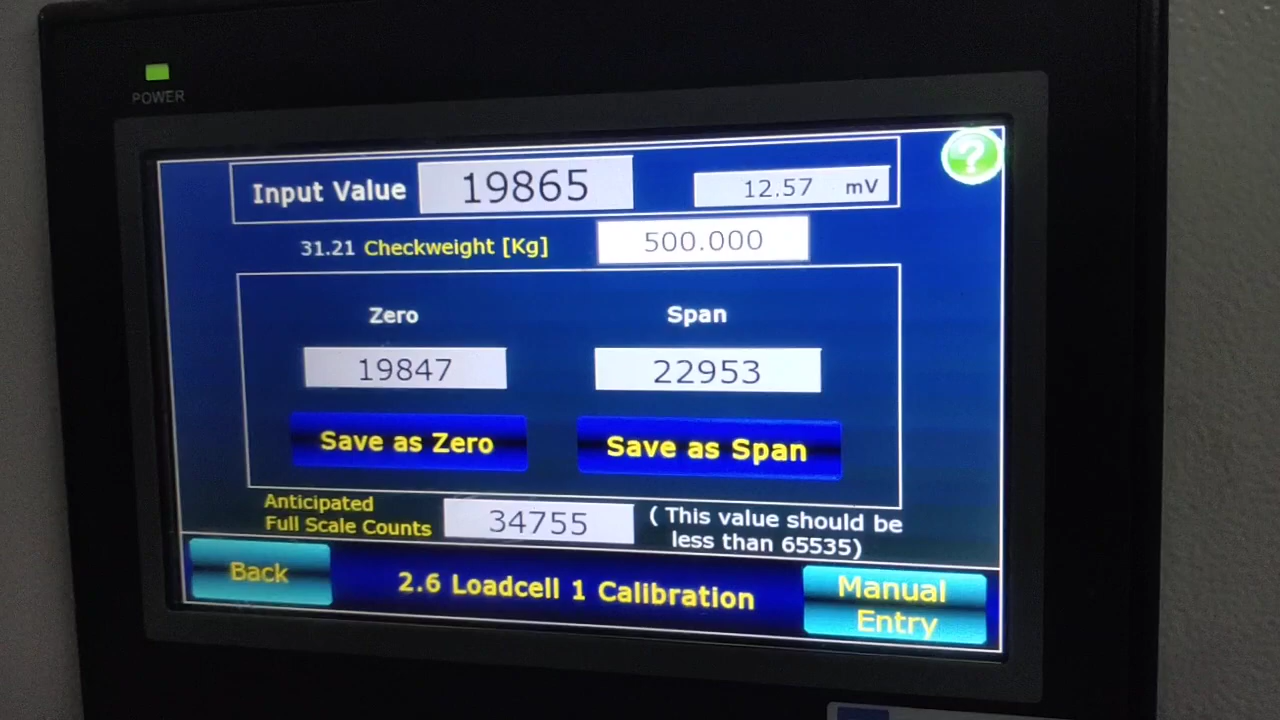 POWER
Input Value 19865 12.57 mV
?
31.21 Checkweight [Kg] 500.000
Zero Span
19847 22953
Save as Zero Save as Span
Anticipated
Full Scale Counts 34755 ( This value should be
less than 65535)
Back 2.6 Loadcell 1 Calibration Manual
Entry